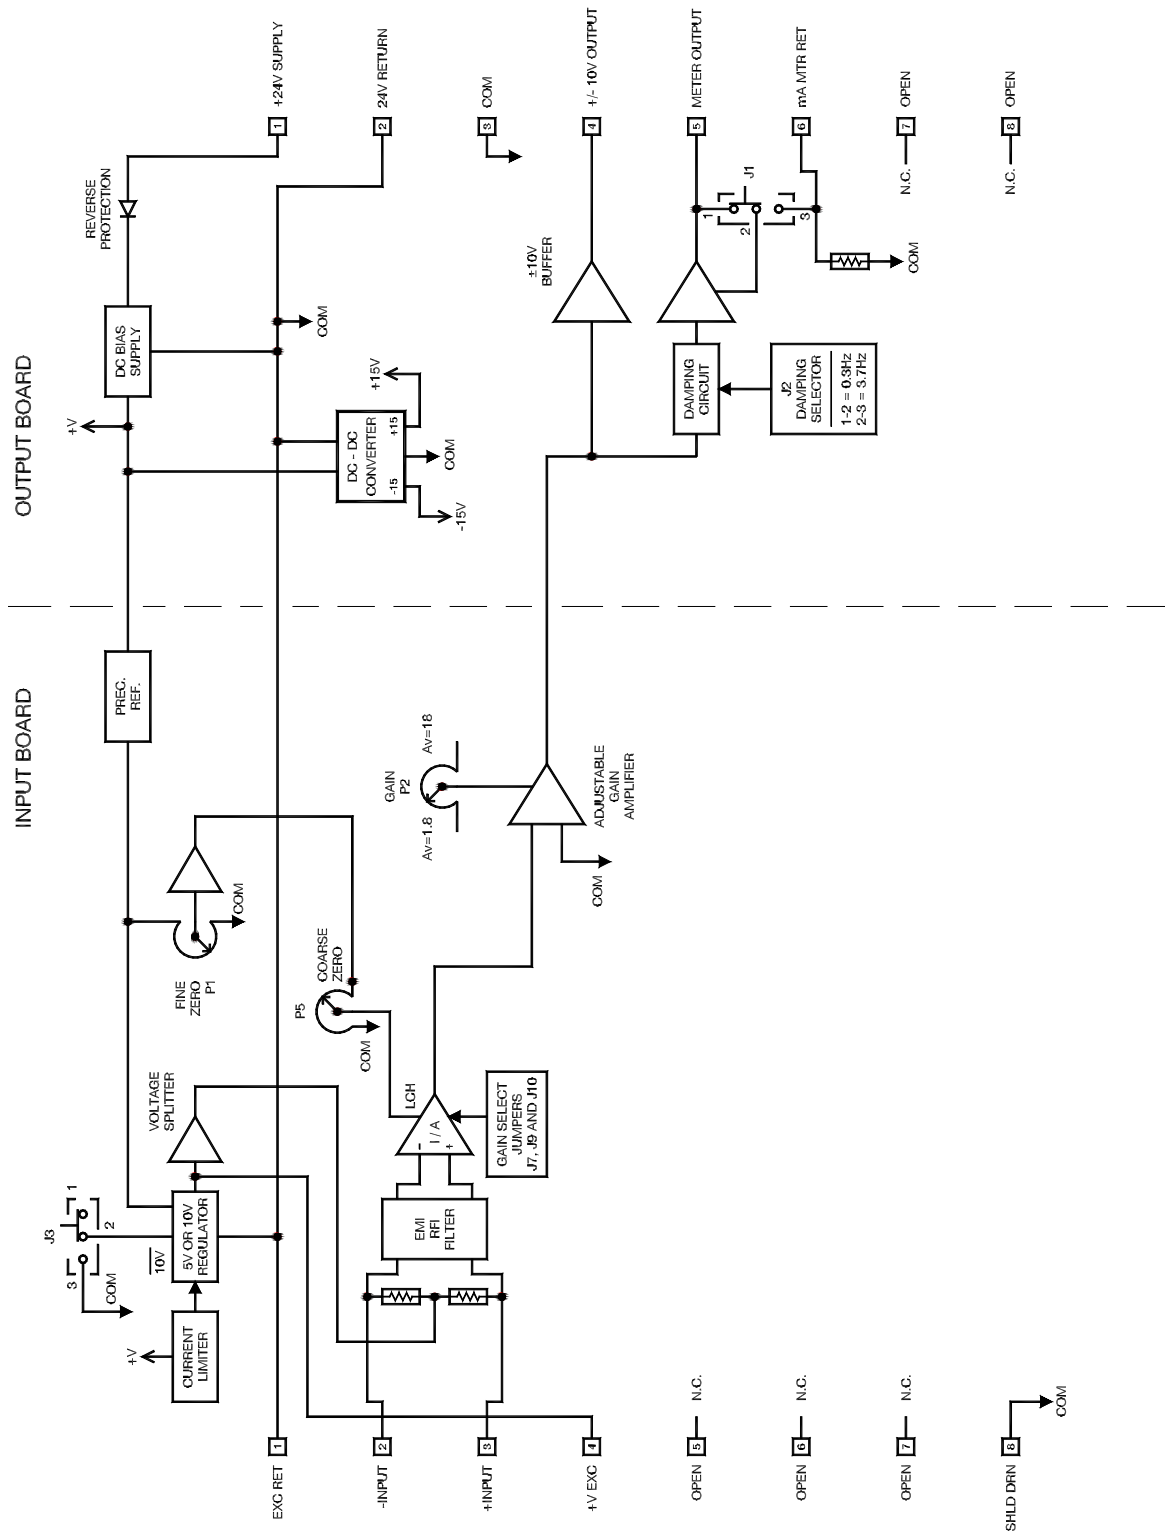 INPUT BOARD
OUTPUT BOARD
J3
3
2
1
COM
10V
+V
CURRENT
LIMITER
5V OR 10V
REGULATOR
VOLTAGE
SPLITTER
FINE
ZERO
P1
COM
PREC.
REF.
+V
DC BIAS
SUPPLY
REVERSE
PROTECTION
EXC RET
1
COM
1
+24V SUPPLY
-INPUT
2
2
24V RETURN
+INPUT
3
3
COM
+V EXC
4
4
+/- 10V OUTPUT
OPEN
5
N.C.
5
METER OUTPUT
OPEN
6
N.C.
6
mA MTR RET
OPEN
7
N.C.
N.C.
7
OPEN
SHLD DRN
8
COM
N.C.
8
OPEN
EMI
RFI
FILTER
-
+
I / A
LCH
GAIN SELECT
JUMPERS
J7, J9 AND J10
P5
COARSE
ZERO
COM
GAIN
P2
Av=1.8
Av=18
COM
ADJUSTABLE
GAIN
AMPLIFIER
DC - DC
CONVERTER
-15
+15
-15V
COM
+15V
±10V
BUFFER
DAMPING
CIRCUIT
J2
DAMPING
SELECTOR
1-2 = 0.3Hz
2-3 = 3.7Hz
J1
1
2
3
COM